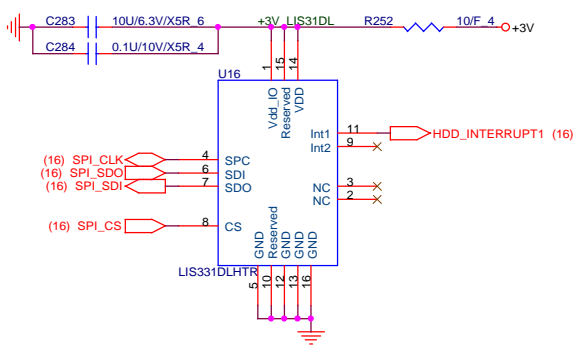 C283 10U/6.3V/X5R_6 +3V_LIS31DL R252 10/F_4 +3V
C284 0.1U/10V/X5R_4
U16
1 15 14
Vdd_IO Reserved VDD
Int1 11 HDD_INTERRUPT1 (16)
Int2 9
(16) SPI_CLK 4 SPC
(16) SPI_SDO 6 SDI
(16) SPI_SDI 7 SDO
NC 3
NC 2
(16) SPI_CS 8 CS
GND Reserved GND GND GND
LIS331DLHTR
5 10 12 13 16